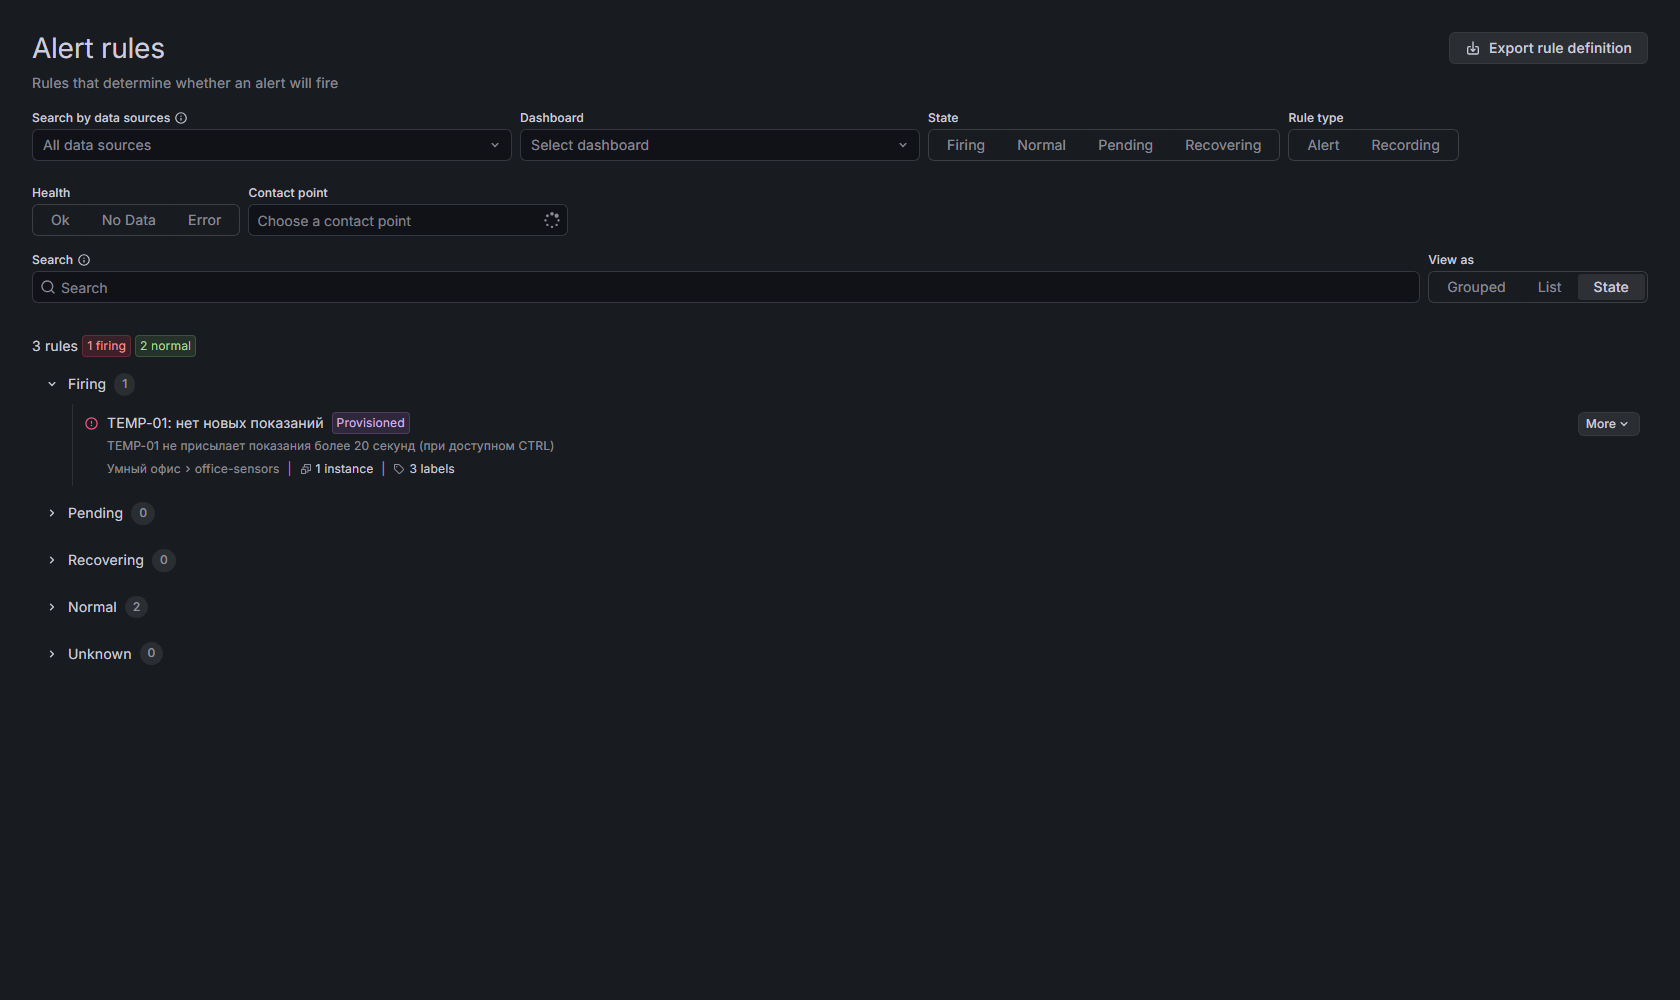 Alert rules
Export rule definition
Rules that determine whether an alert will fire
Search by data sources
Dashboard
State
Rule type
All data sources
Select dashboard
Firing Normal Pending Recovering
Alert Recording
Health
Contact point
Ok No Data Error
Choose a contact point
Search
View as
Search
Grouped List State
3 rules 1 firing 2 normal
Firing 1
TEMP-01: нет новых показаний Provisioned
More
TEMP-01 не присылает показания более 20 секунд (при доступном CTRL)
Умный офис › office-sensors | 1 instance | 3 labels
Pending 0
Recovering 0
Normal 2
Unknown 0